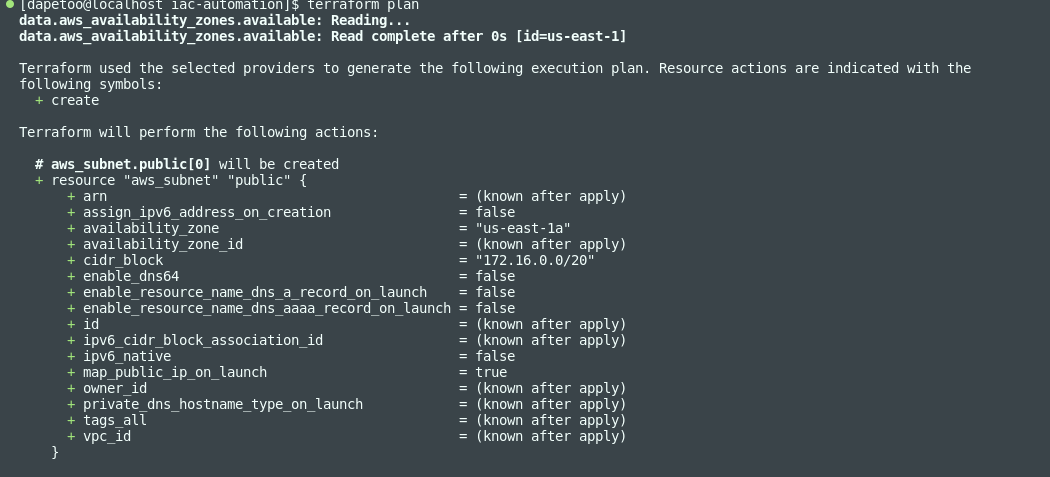 [dapetoo@localhost iac-automation]$ terraform plan
data.aws_availability_zones.available: Reading...
data.aws_availability_zones.available: Read complete after 0s [id=us-east-1]
Terraform used the selected providers to generate the following execution plan. Resource actions are indicated with the
following symbols:
+ create
Terraform will perform the following actions:
# aws_subnet.public[0] will be created
+ resource "aws_subnet" "public" {
+ arn = (known after apply)
+ assign_ipv6_address_on_creation = false
+ availability_zone = "us-east-1a"
+ availability_zone_id = (known after apply)
+ cidr_block = "172.16.0.0/20"
+ enable_dns64 = false
+ enable_resource_name_dns_a_record_on_launch = false
+ enable_resource_name_dns_aaaa_record_on_launch = false
+ id = (known after apply)
+ ipv6_cidr_block_association_id = (known after apply)
+ ipv6_native = false
+ map_public_ip_on_launch = true
+ owner_id = (known after apply)
+ private_dns_hostname_type_on_launch = (known after apply)
+ tags_all = (known after apply)
+ vpc_id = (known after apply)
}